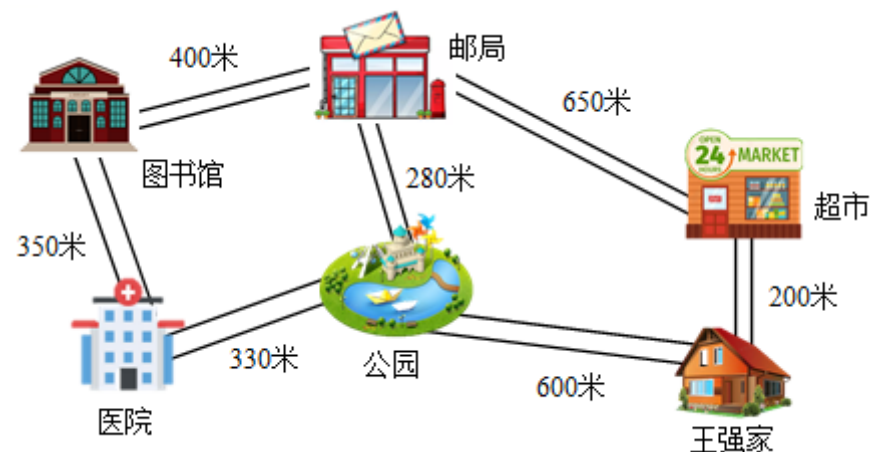 400米
邮局
650米
OPEN
24
HOURS
MARKET
图书馆
280米
超市
350米
200米
330米
公园
600米
医院
王强家